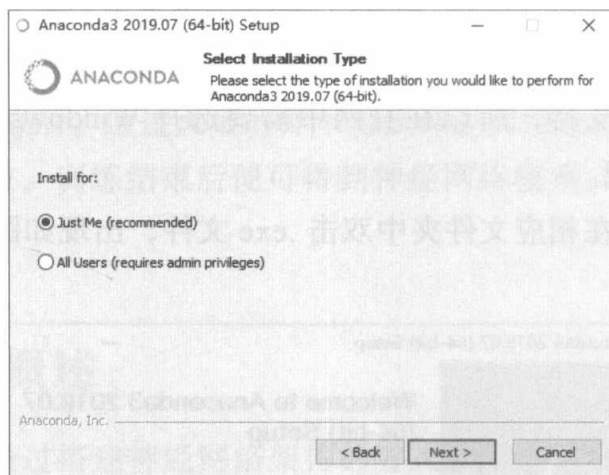 Anaconda3 2019.07 (64-bit) Setup
ANACONDA
Select Installation Type
Please select the type of installation you would like to perform for
Anaconda3 2019.07 (64-bit).
Install for:
Just Me (recommended)
All Users (requires admin privileges)
Anaconda, Inc.
< Back
Next >
Cancel